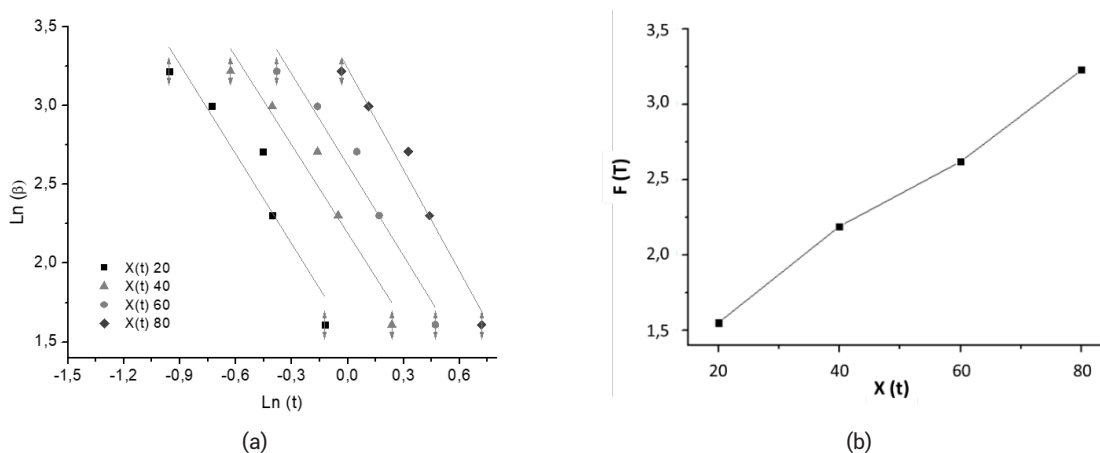 3,5
3,0
2,5
2,0
1,5
Ln (β)
X(t) 20
X(t) 40
X(t) 60
X(t) 80
-1,5 -1,2 -0,9 -0,6 -0,3 0,0 0,3 0,6
Ln (t)
(a)
3,5
3,0
2,5
2,0
1,5
F (T)
20 40 60 80
X (t)
(b)